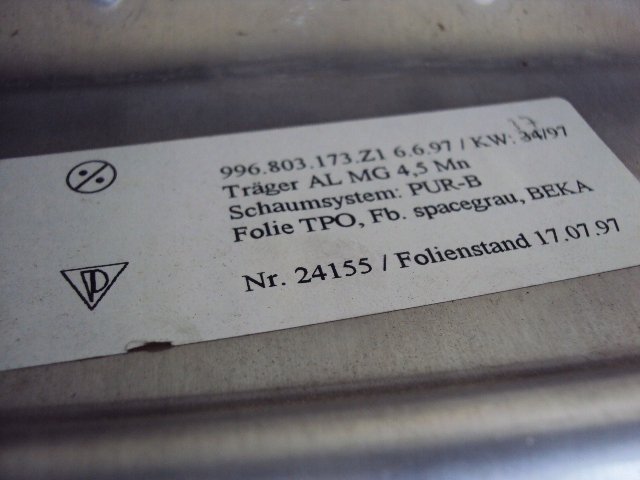 996.803.173.Z1 6.6.97 / KW: 34/97
Träger AL MG 4,5 Mn
Schaumsystem: PUR-B
Folie TPO, Fb. spacegrau, BEKA
Nr. 24155 / Folienstand 17.07.97